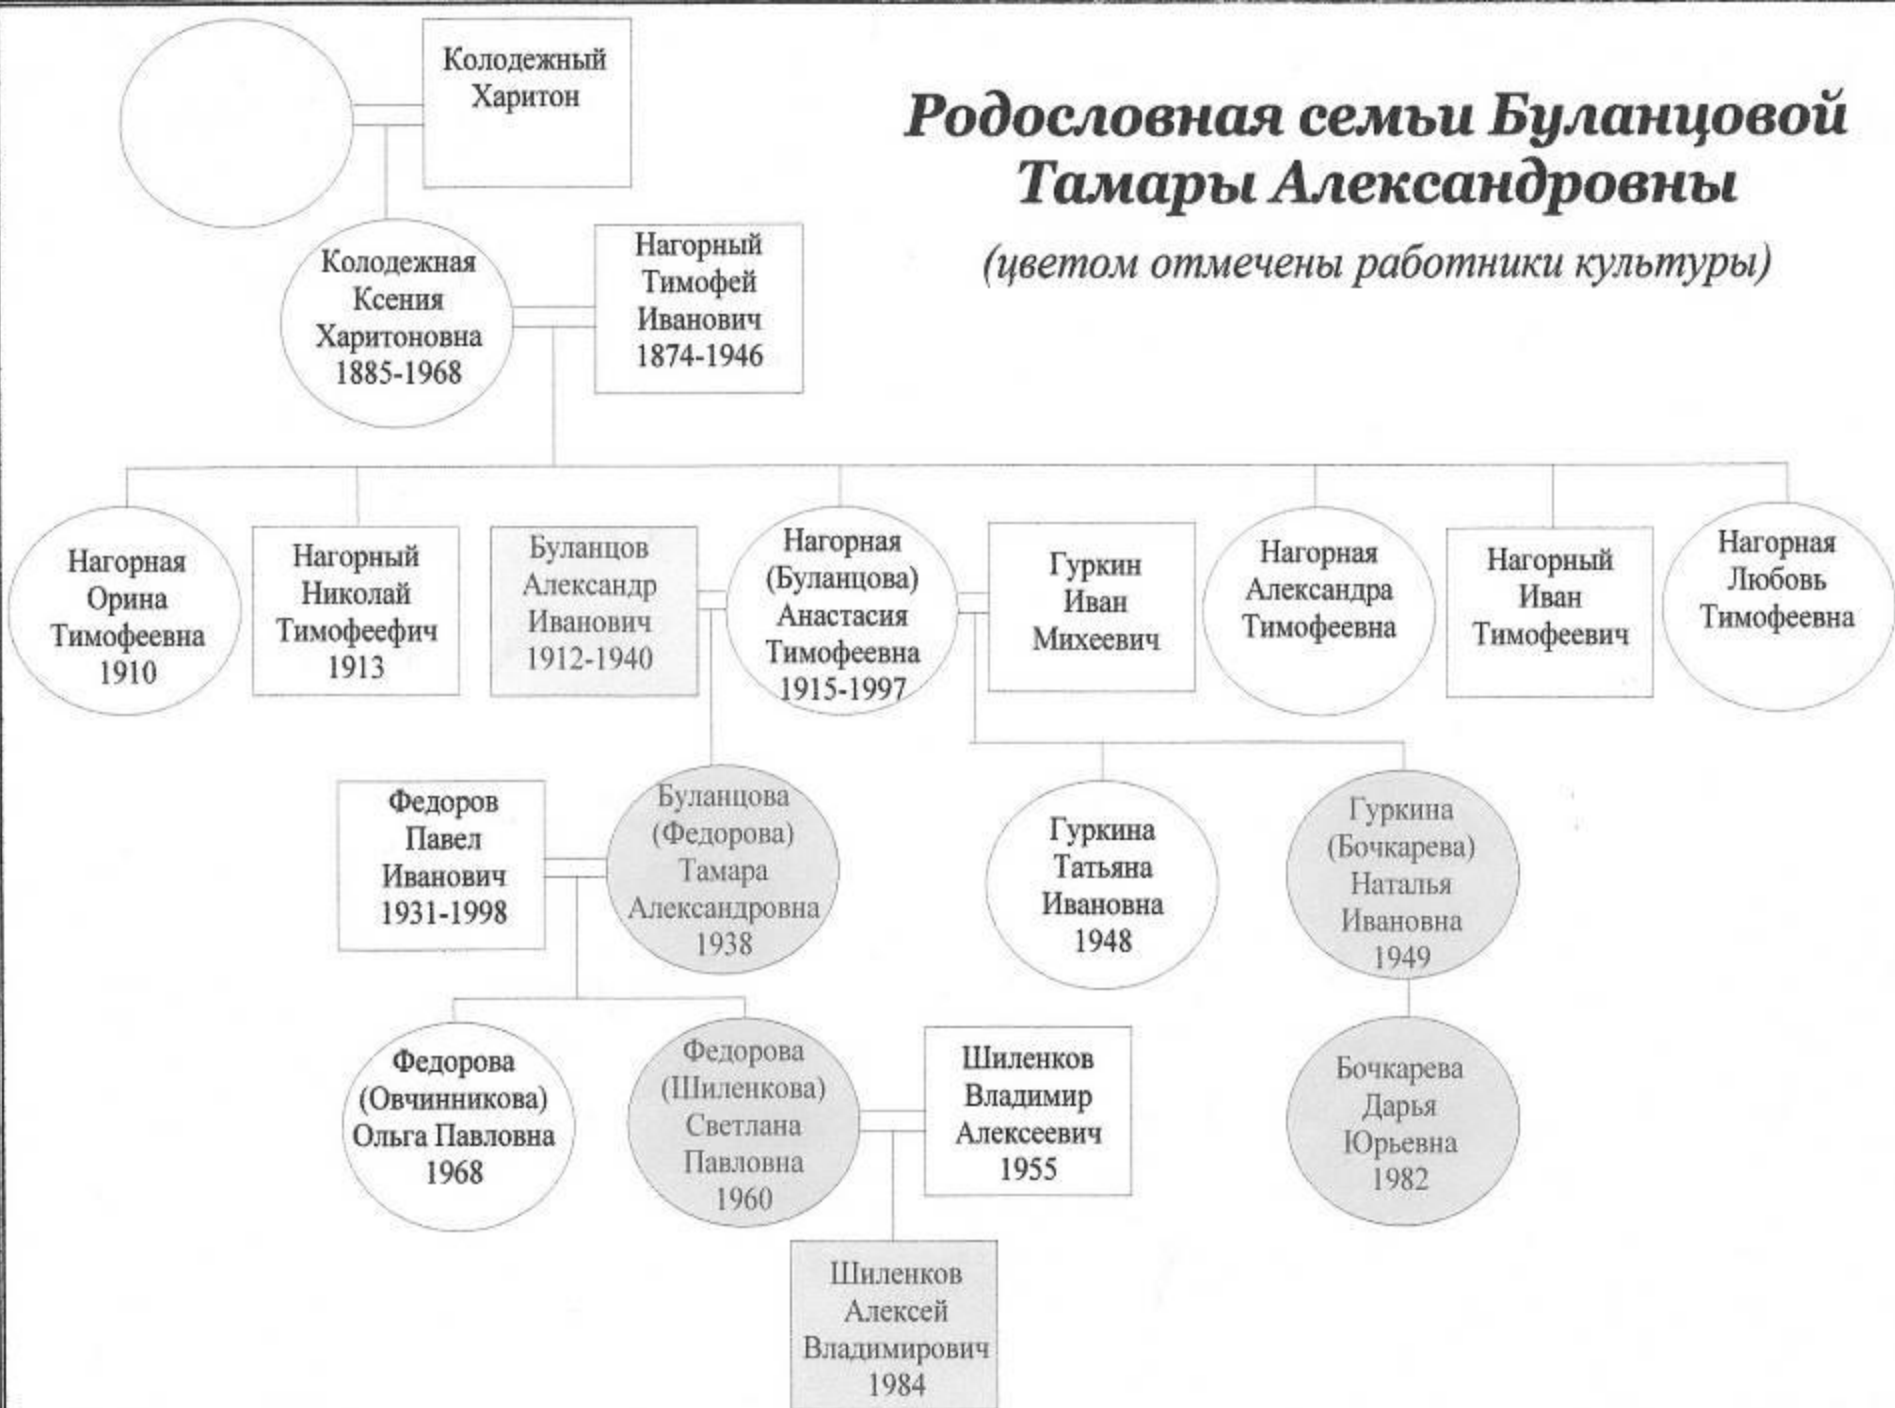 Колодежный
Харитон
Родословная семьи Буланцовой
Тамары Александровны
(цветом отмечены работники культуры)
Колодежная
Ксения
Харитоновна
1885-1968
Нагорный
Тимофей
Иванович
1874-1946
Нагорная
Орина
Тимофеевна
1910
Нагорный
Николай
Тимофеефич
1913
Буланцов
Александр
Иванович
1912-1940
Нагорная
(Буланцова)
Анастасия
Тимофеевна
1915-1997
Гуркин
Иван
Михеевич
Нагорная
Александра
Тимофеевна
Нагорный
Иван
Тимофеевич
Нагорная
Любовь
Тимофеевна
Федоров
Павел
Иванович
1931-1998
Буланцова
(Федорова)
Тамара
Александровна
1938
Гуркина
Татьяна
Ивановна
1948
Гуркина
(Бочкарева)
Наталья
Ивановна
1949
Федорова
(Овчинникова)
Ольга Павловна
1968
Федорова
(Шиленкова)
Светлана
Павловна
1960
Шиленков
Владимир
Алексеевич
1955
Бочкарева
Дарья
Юрьевна
1982
Шиленков
Алексей
Владимирович
1984